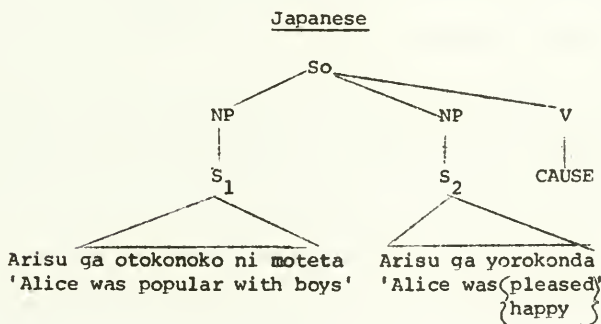 Japanese
So
NP NP V
S1 S2 CAUSE
Arisu ga otokonoko ni moteta Arisu ga yorokonda
'Alice was popular with boys' 'Alice was {pleased}'
{happy